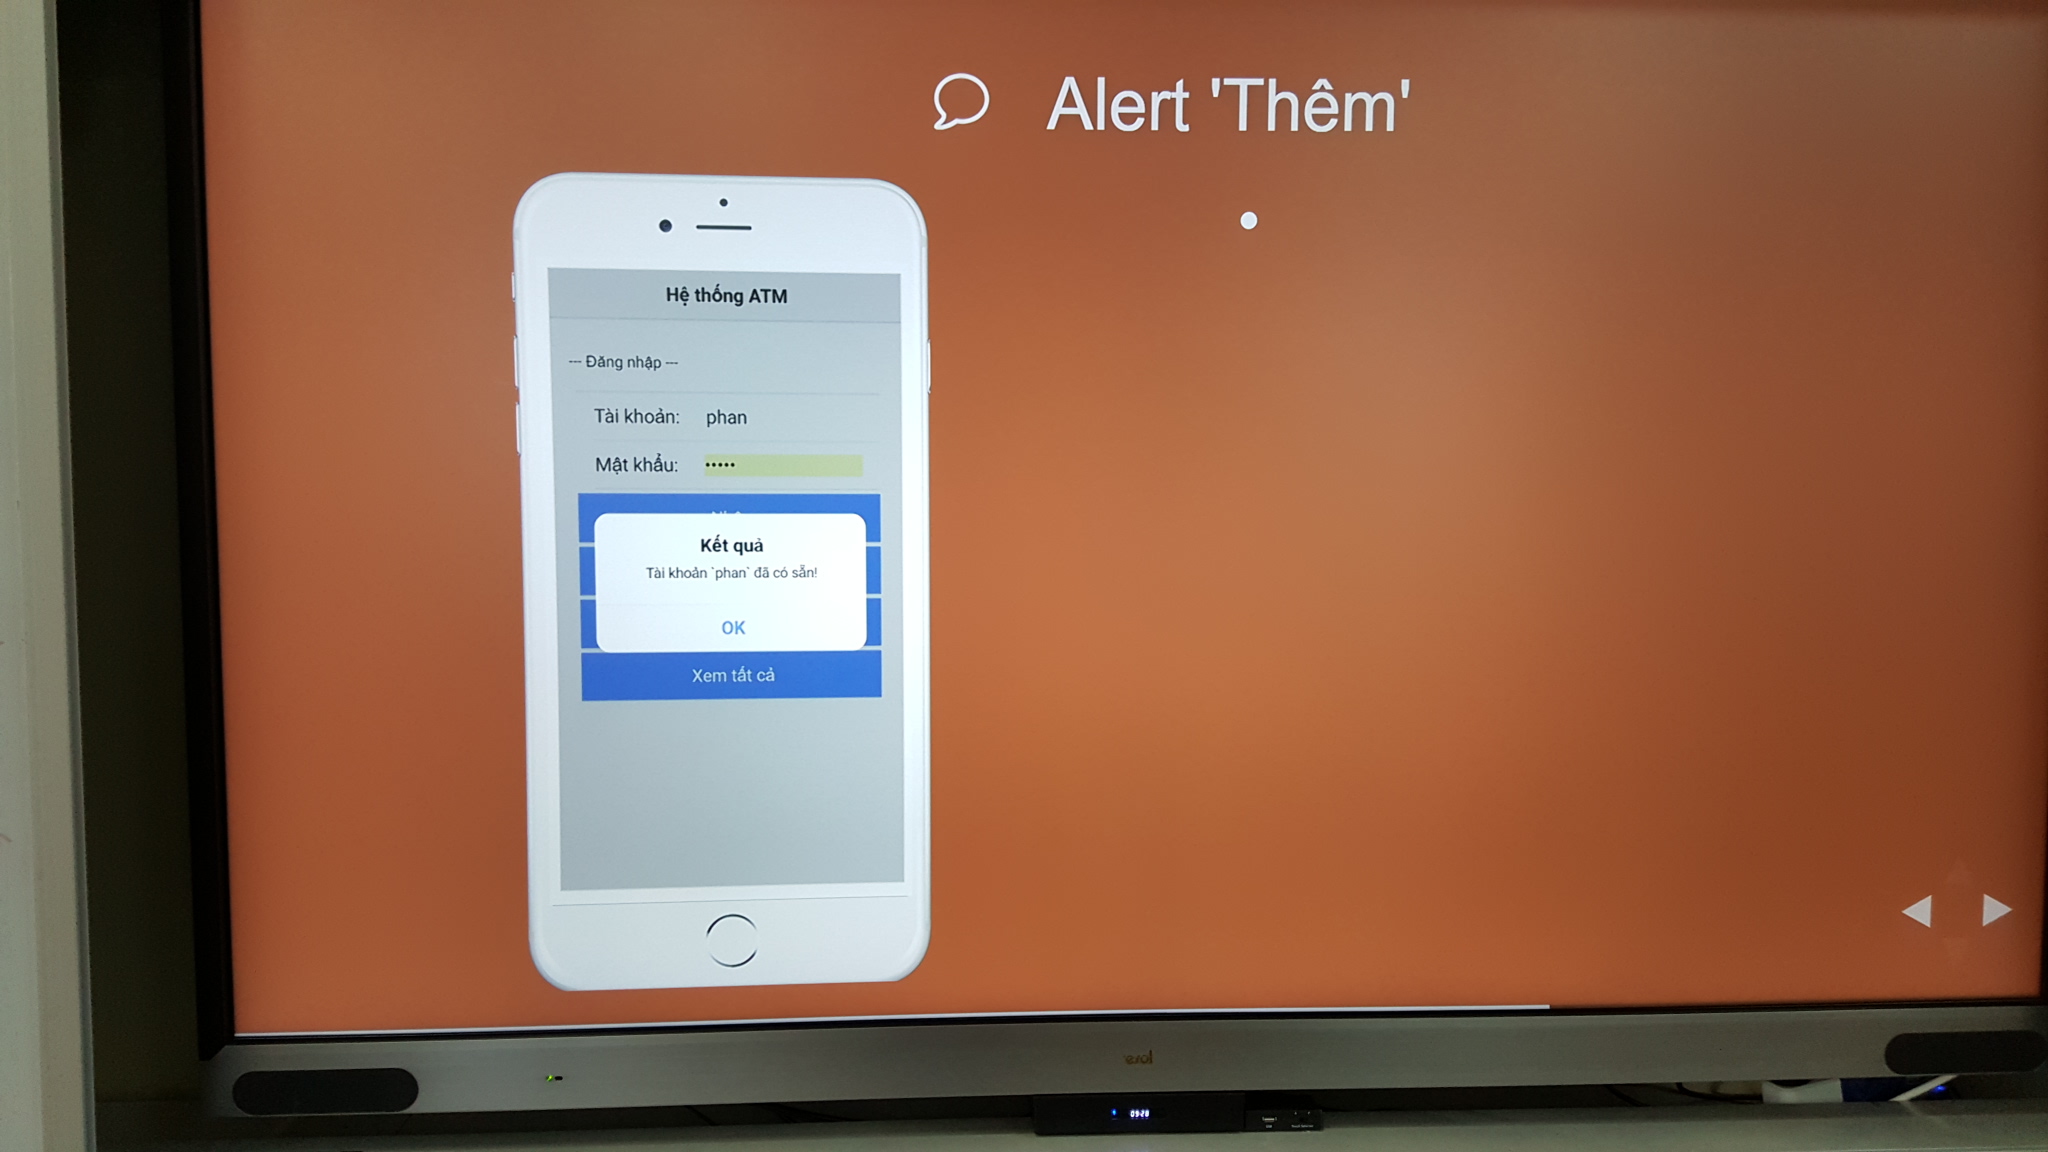 Alert 'Thêm'
Hệ thống ATM
--- Đăng nhập ---
Tài khoản: phan
Mật khẩu: •••••
Kết quả
Tài khoản `phan` đã có sẵn!
OK
Xem tất cả
09:28